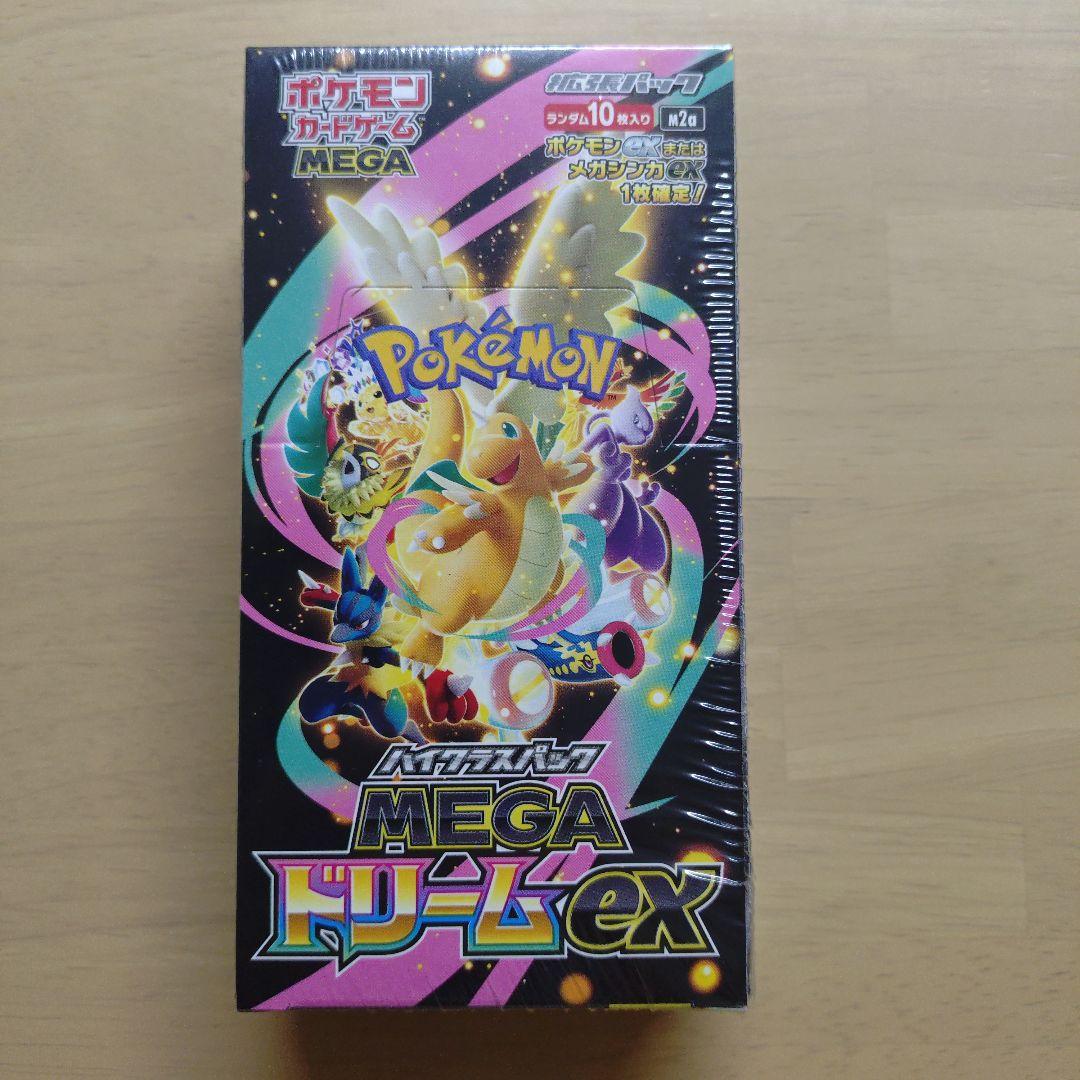 ポケモン
カードゲーム
MEGA
拡張パック
ランダム10枚入り M2a
ポケモンexまたは
メガシンカex
1枚確定!
POKéMON
TM
ハイクラスパック
MEGA
ドリームex